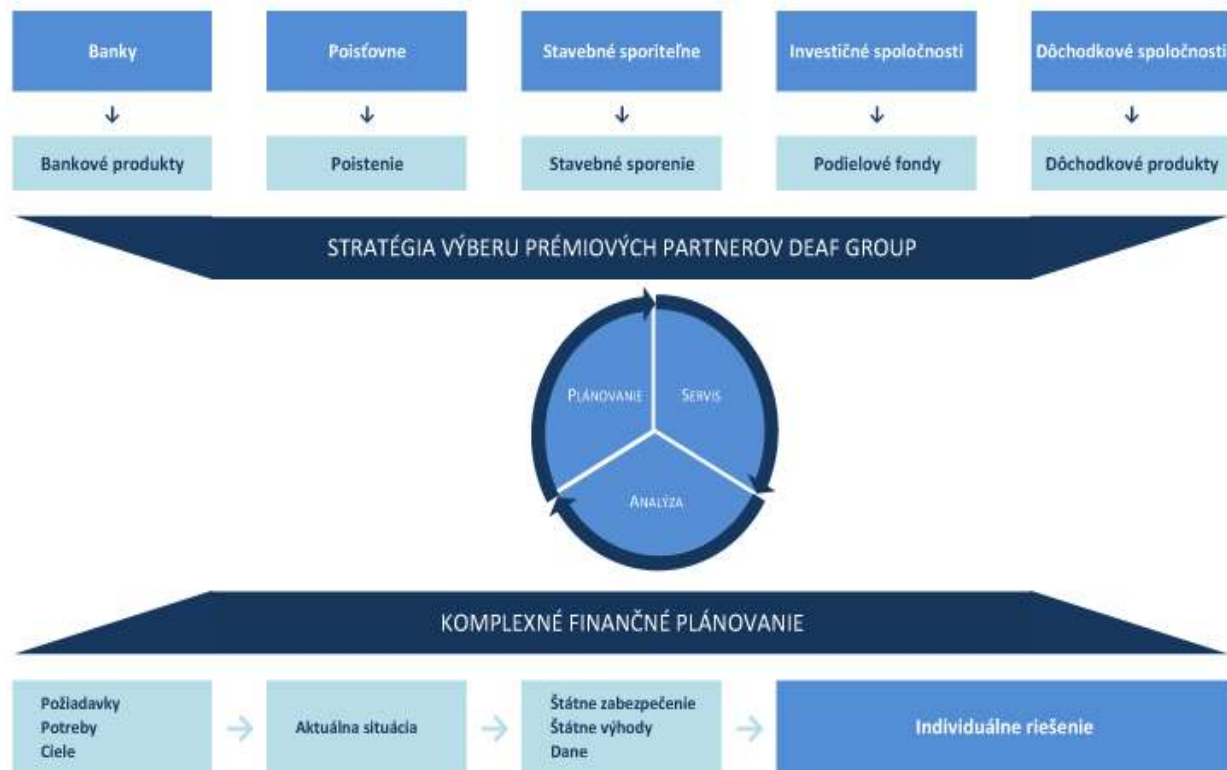 Banky
Poisťovne
Stavebné sporiteľne
Investičné spoločnosti
Dôchodkové spoločnosti
Bankové produkty
Poistenie
Stavebné sporenie
Podielové fondy
Dôchodkové produkty
STRATÉGIA VÝBERU PRÉMIOVÝCH PARTNEROV DEAF GROUP
PLÁNOVANIE
SERVIS
ANALÝZA
KOMPLEXNÉ FINANČNÉ PLÁNOVANIE
Požiadavky
Potreby
Ciele
Aktuálna situácia
Štátne zabezpečenie
Štátne výhody
Dane
Individuálne riešenie